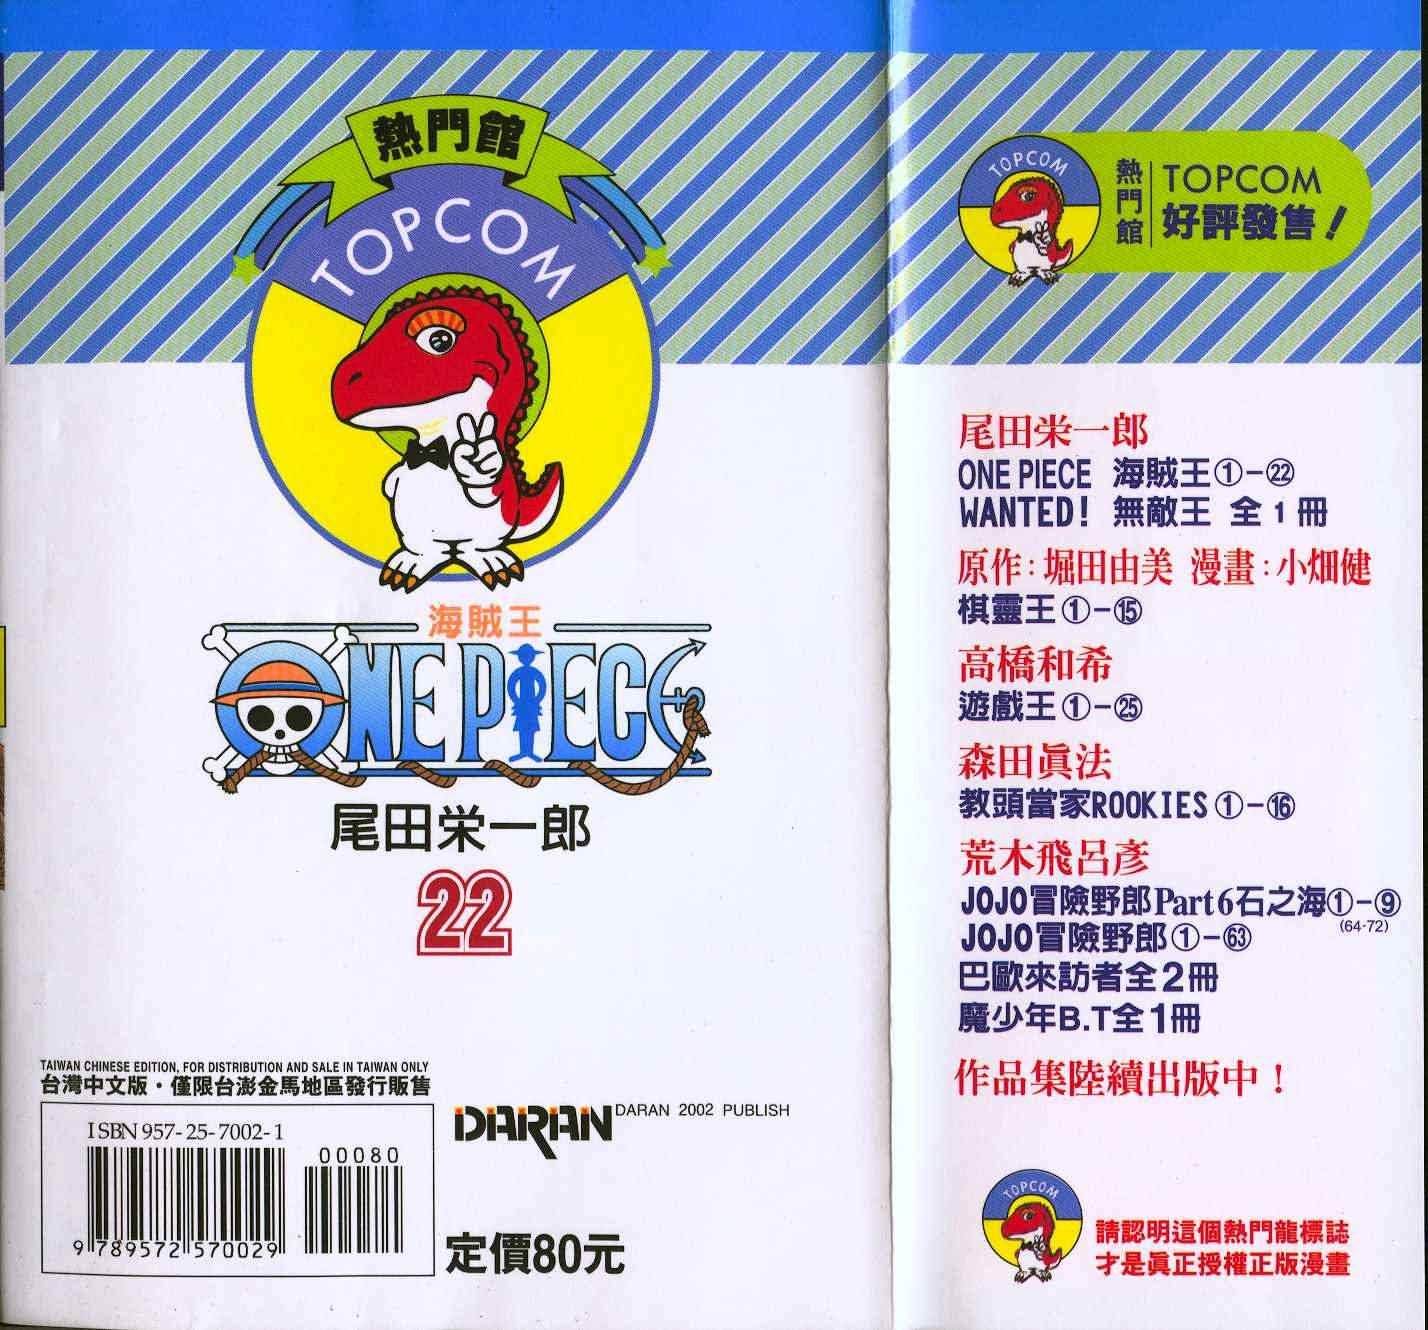 熱門館
TOPCOM
海賊王
ONE PIECE
尾田栄一郎
22
TAIWAN CHINESE EDITION, FOR DISTRIBUTION AND SALE IN TAIWAN ONLY
台灣中文版・僅限台澎金馬地區發行販售
ISBN 957-25-7002-1
00080
9 789572 570029
DARAN DARAN 2002 PUBLISH
定價80元
TOPCOM
熱門館
TOPCOM
好評發售!
尾田栄一郎
ONE PIECE 海賊王①-㉒
WANTED! 無敵王 全1冊
原作:堀田由美 漫畫:小畑健
棋靈王①-⑮
高橋和希
遊戲王①-㉕
森田眞法
教頭當家ROOKIES①-⑯
荒木飛呂彥
JOJO冒險野郎Part6石之海①-⑨
(64-72)
JOJO冒險野郎①-63
巴歐來訪者全2冊
魔少年B.T全1冊
作品集陸續出版中!
TOPCOM
請認明這個熱門龍標誌
才是眞正授權正版漫畫